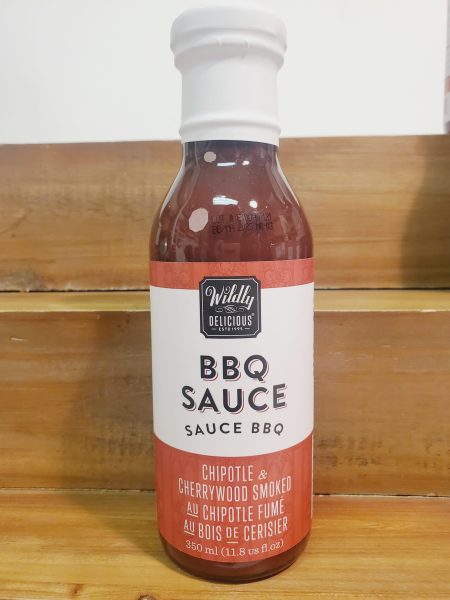 Wildly
DELICIOUS®
ESTD 1995
BBQ
SAUCE
SAUCE BBQ
CHIPOTLE &
CHERRYWOOD SMOKED
AU CHIPOTLE FUMÉ
AU BOIS DE CERISIER
350 ml (11.8 us fl.oz)